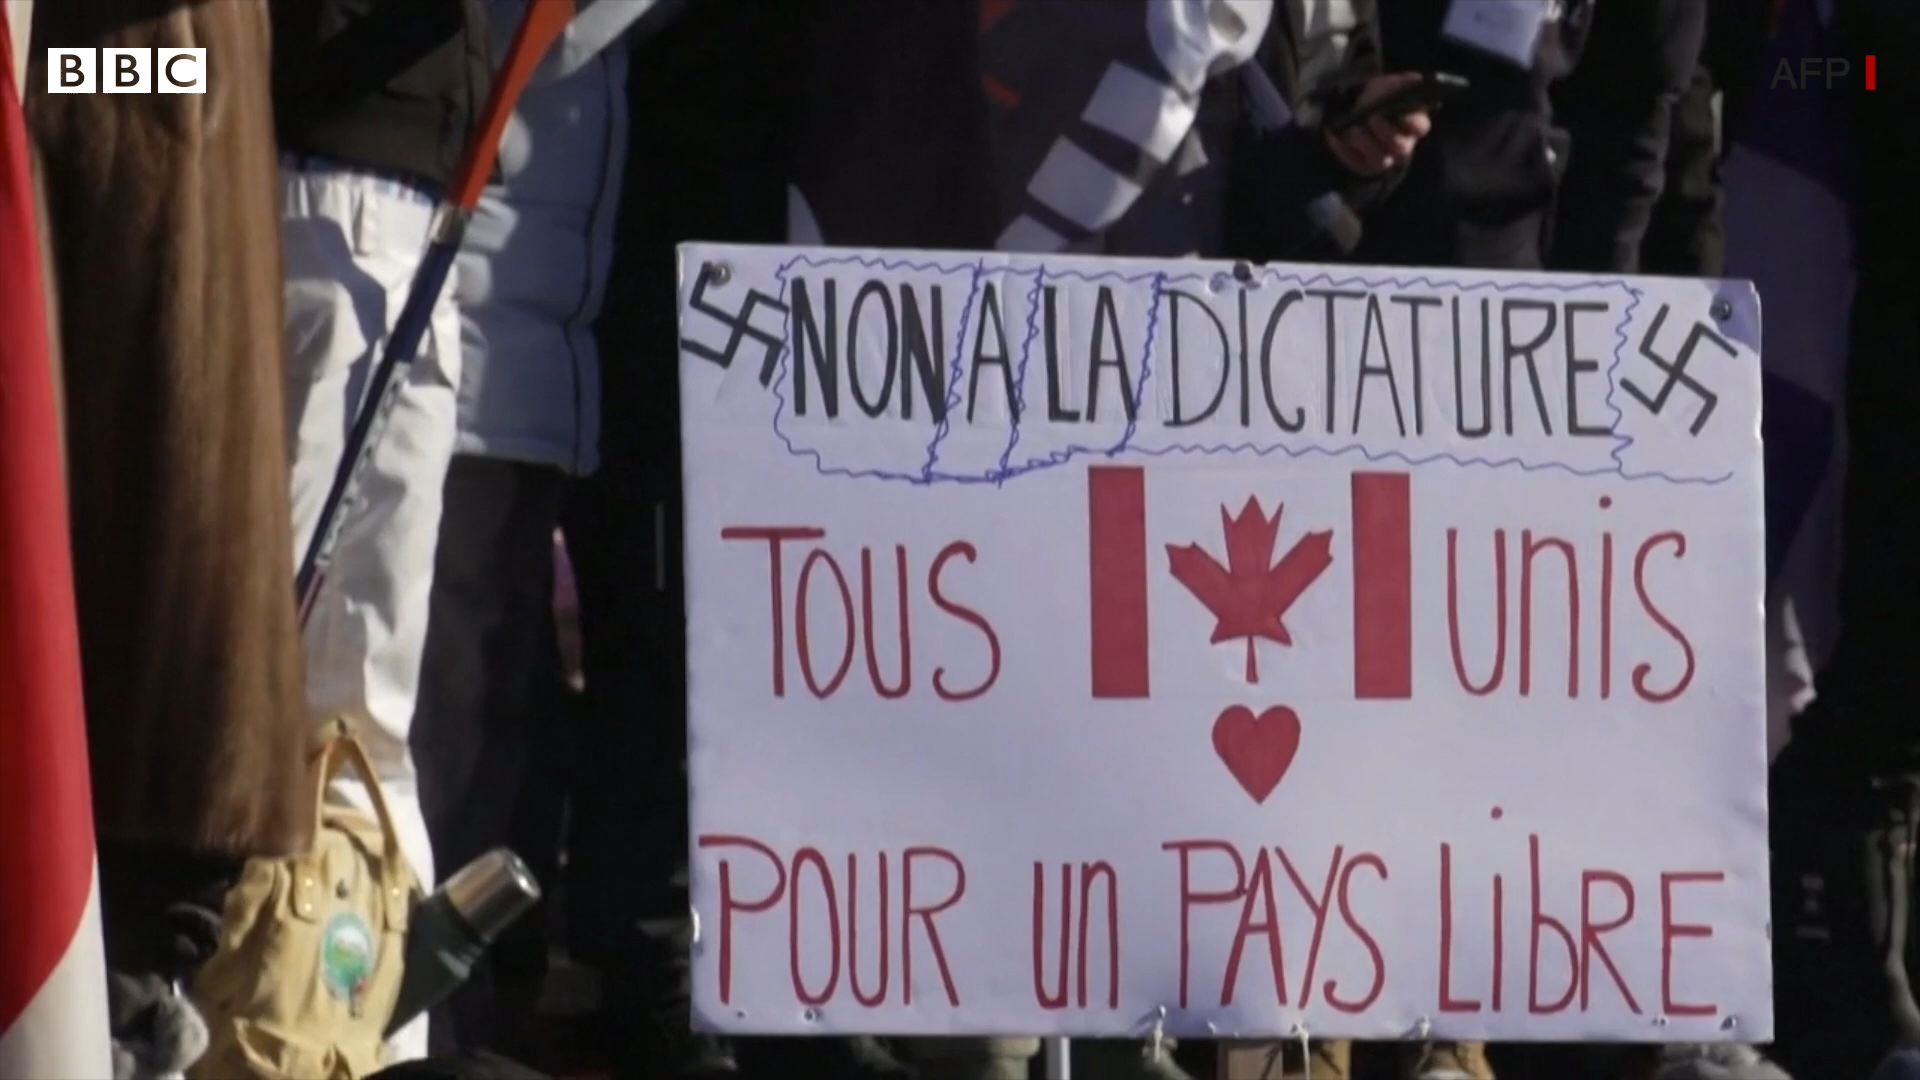 BBC
AFP
NON A LA DICTATURE
TOUS UNIS
POUR un PAYS LibRE